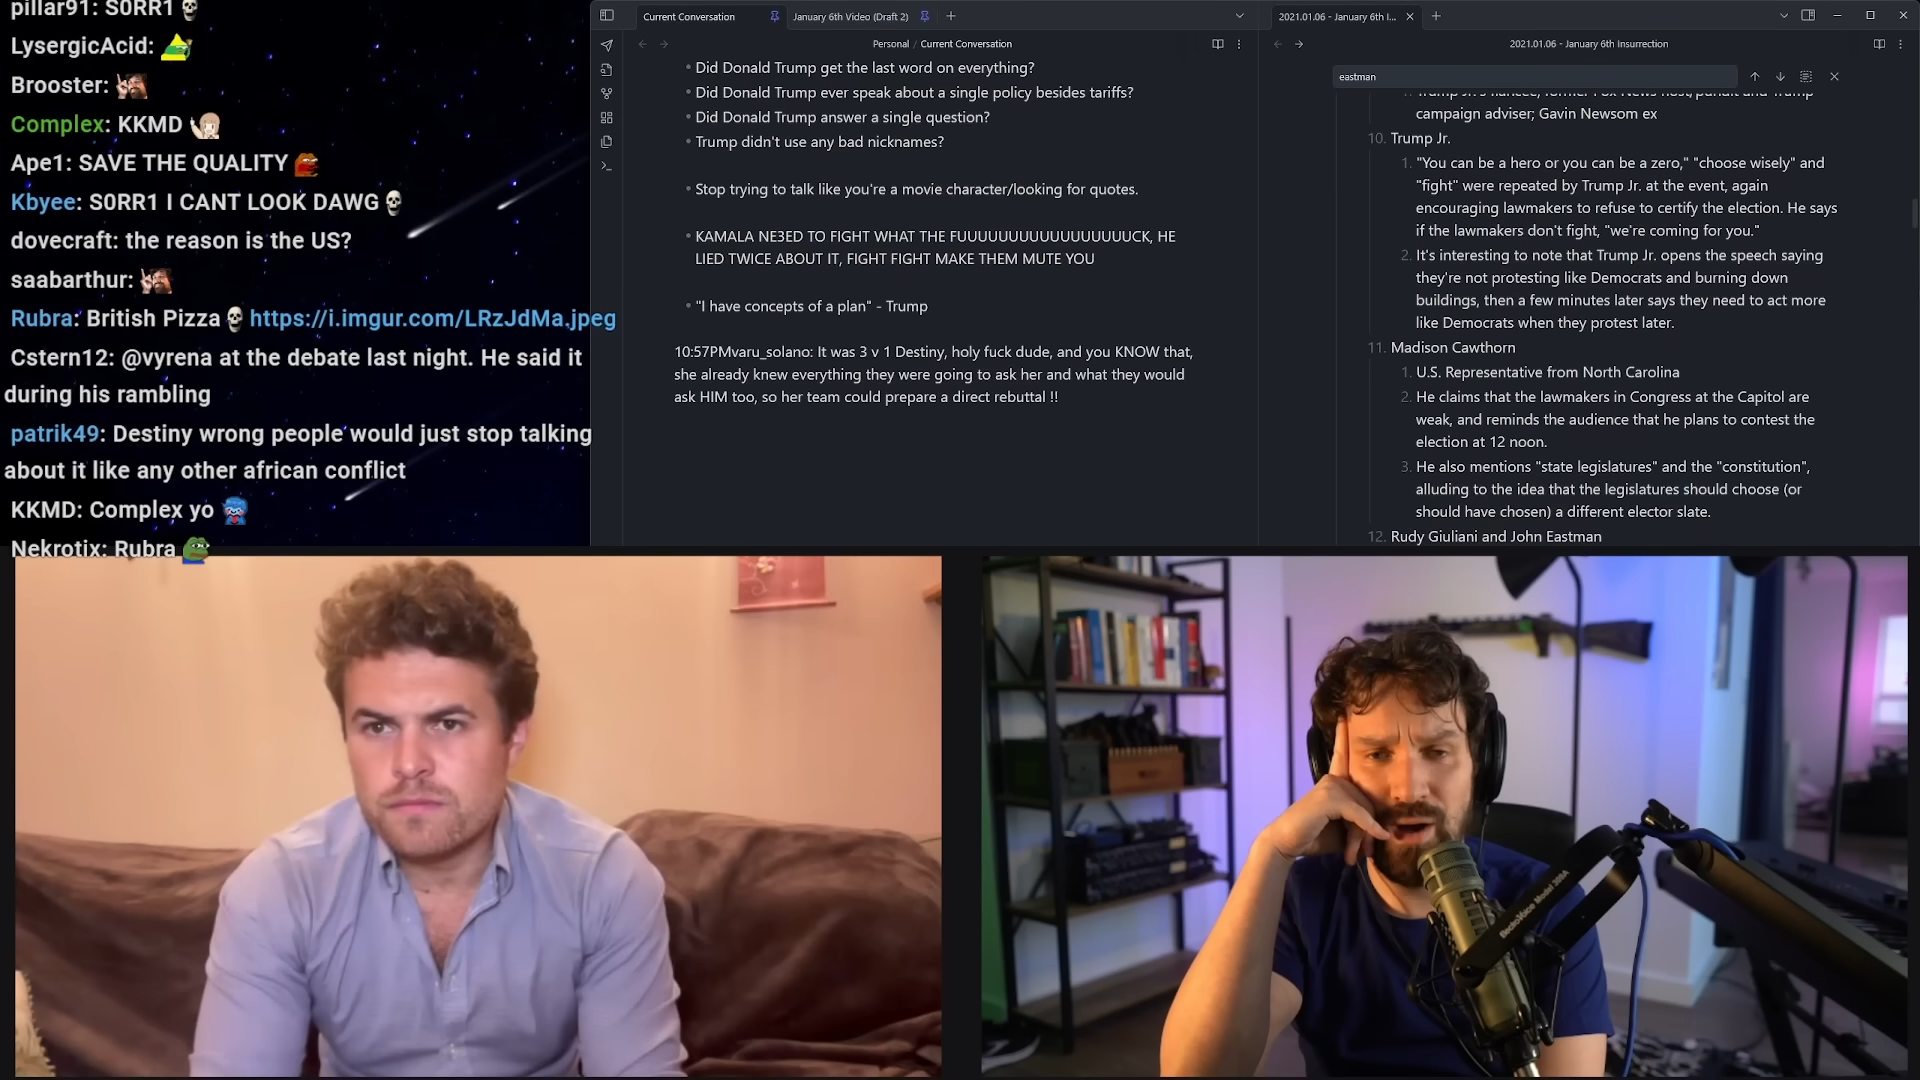 pillar91: S0RR1
LysergicAcid:
Brooster:
Complex: KKMD
Ape1: SAVE THE QUALITY
Kbyee: S0RR1 I CANT LOOK DAWG
dovecraft: the reason is the US?
saabarthur:
Rubra: British Pizza https://i.imgur.com/LRzJdMa.jpeg
Cstern12: @vyrena at the debate last night. He said it
during his rambling
patrik49: Destiny wrong people would just stop talking
about it like any other african conflict
KKMD: Complex yo
Nekrotix: Rubra
Current Conversation
January 6th Video (Draft 2)
Personal / Current Conversation
• Did Donald Trump get the last word on everything?
• Did Donald Trump ever speak about a single policy besides tariffs?
• Did Donald Trump answer a single question?
• Trump didn't use any bad nicknames?
• Stop trying to talk like you're a movie character/looking for quotes.
• KAMALA NE3ED TO FIGHT WHAT THE FUUUUUUUUUUUUUUUUUCK, HE
LIED TWICE ABOUT IT, FIGHT FIGHT MAKE THEM MUTE YOU
• "I have concepts of a plan" - Trump
10:57PMvaru_solano: It was 3 v 1 Destiny, holy fuck dude, and you KNOW that,
she already knew everything they were going to ask her and what they would
ask HIM too, so her team could prepare a direct rebuttal !!
2021.01.06 - January 6th I...
2021.01.06 - January 6th Insurrection
eastman
1. Trump Jr.'s fiancee, former Fox News host/pundit and Trump
campaign adviser; Gavin Newsom ex
10. Trump Jr.
1. "You can be a hero or you can be a zero," "choose wisely" and
"fight" were repeated by Trump Jr. at the event, again
encouraging lawmakers to refuse to certify the election. He says
if the lawmakers don't fight, "we're coming for you."
2. It's interesting to note that Trump Jr. opens the speech saying
they're not protesting like Democrats and burning down
buildings, then a few minutes later says they need to act more
like Democrats when they protest later.
11. Madison Cawthorn
1. U.S. Representative from North Carolina
2. He claims that the lawmakers in Congress at the Capitol are
weak, and reminds the audience that he plans to contest the
election at 12 noon.
3. He also mentions "state legislatures" and the "constitution",
alluding to the idea that the legislatures should choose (or
should have chosen) a different elector slate.
12. Rudy Giuliani and John Eastman
ElectroVoice Model 309A